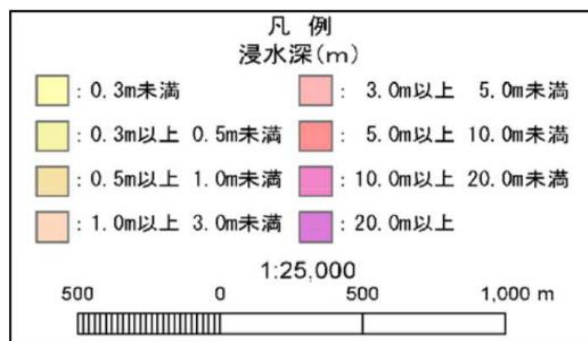 凡 例
浸水深(m)
: 0.3m未満
: 0.3m以上 0.5m未満
: 0.5m以上 1.0m未満
: 1.0m以上 3.0m未満
: 3.0m以上 5.0m未満
: 5.0m以上 10.0m未満
: 10.0m以上 20.0m未満
: 20.0m以上
1:25,000
500 0 500 1,000 m